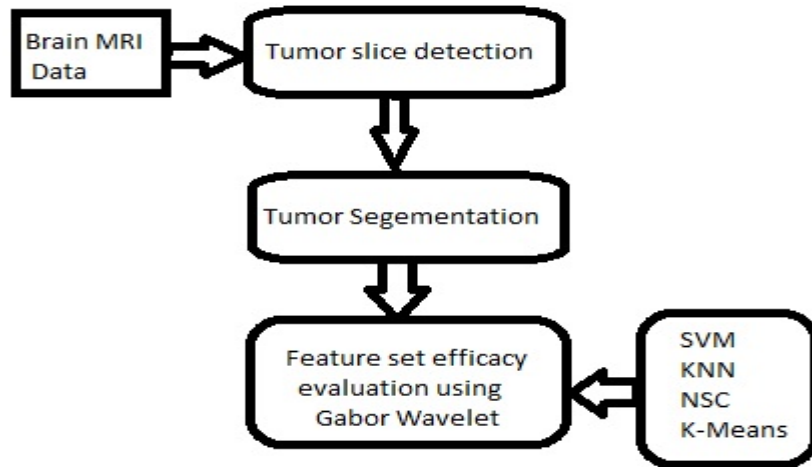 Brain MRI
Data
Tumor slice detection
Tumor Segementation
Feature set efficacy
evaluation using
Gabor Wavelet
SVM
KNN
NSC
K-Means